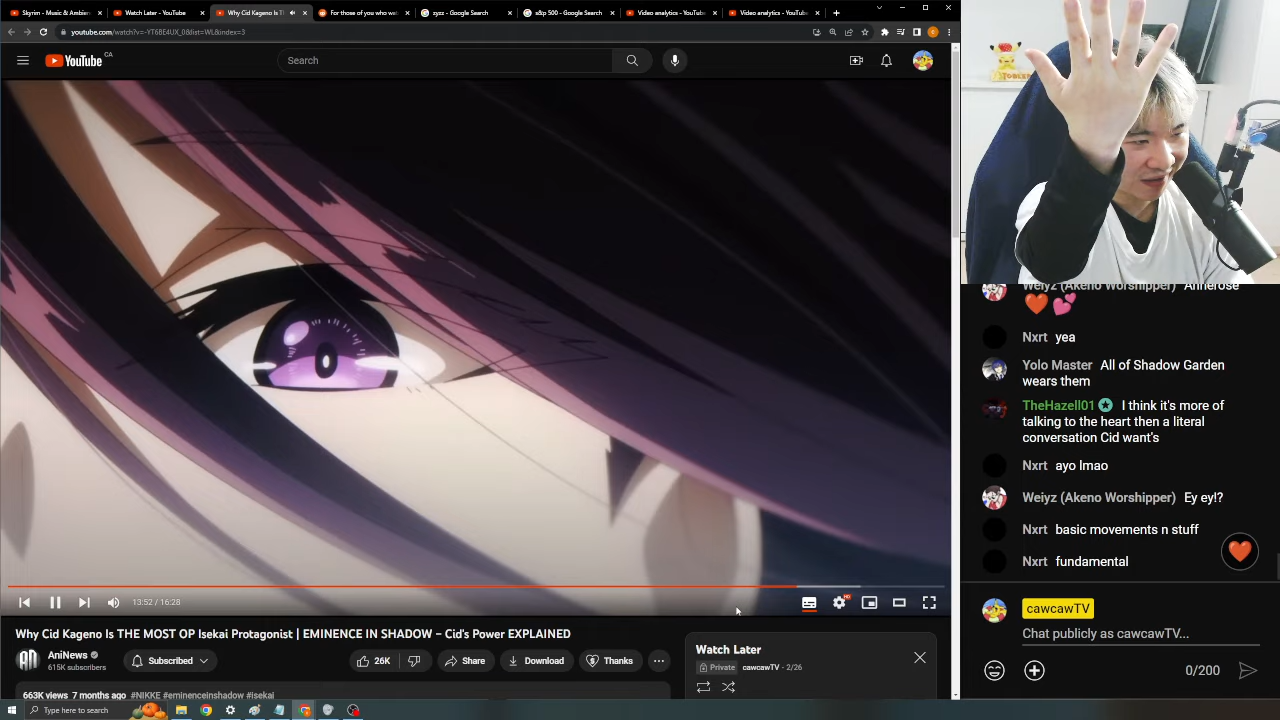 Skyrim - Music & Ambien
Watch Later - YouTube
Why Cid Kageno Is T
For those of you who wa
zyzz - Google Search
s&p 500 - Google Search
Video analytics - YouTu
Video analytics - YouTub
youtube.com/watch?v=-YT6BE4UX_0&list=WL&index=3
YouTube CA
Search
Weiyz (Akeno Worshipper) Annerose
❤️ 💕
Nxrt yea
Yolo Master All of Shadow Garden
wears them
TheHazell01 I think it's more of
talking to the heart then a literal
conversation Cid want's
Nxrt ayo lmao
Weiyz (Akeno Worshipper) Ey ey!?
Nxrt basic movements n stuff
Nxrt fundamental
13:52 / 16:28
HD
cawcawTV
Chat publicly as cawcawTV...
0/200
Why Cid Kageno Is THE MOST OP Isekai Protagonist | EMINENCE IN SHADOW – Cid's Power EXPLAINED
AN
AniNews
615K subscribers
Subscribed
26K
Share
Download
Thanks
Watch Later
Private cawcawTV - 2/26
663K views 7 months ago #NIKKE #eminenceinshadow #isekai
Type here to search